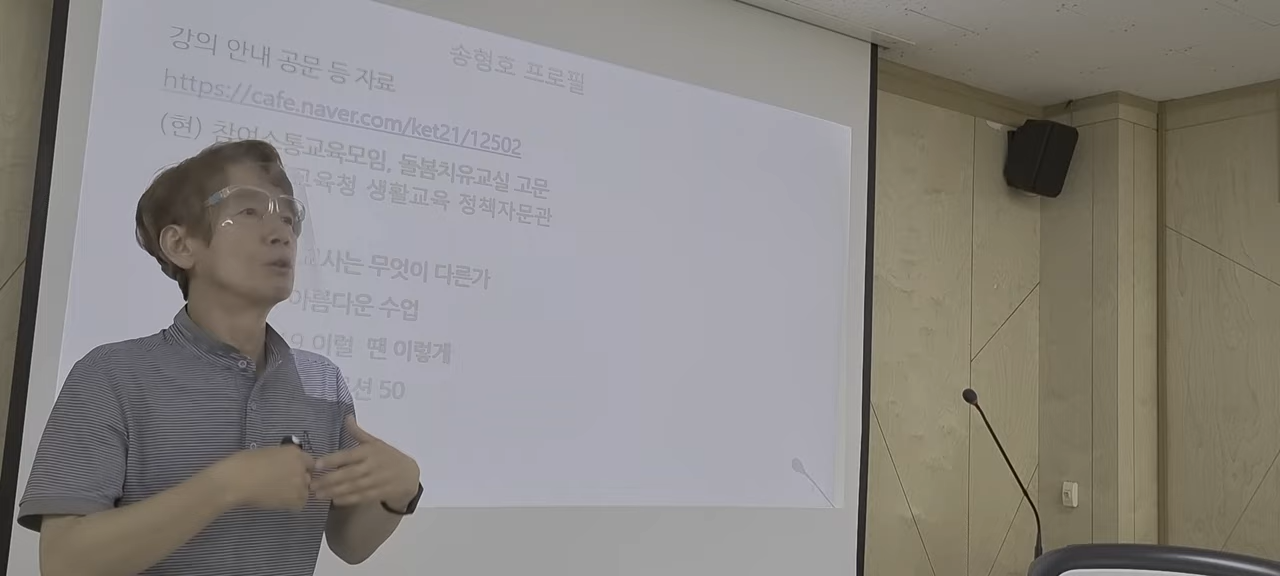 송형호 프로필
강의 안내 공문 등 자료
https://cafe.naver.com/ket21/12502
(현) 참여소통교육모임, 돌봄치유교실 고문
교육청 생활교육 정책자문관
교사는 무엇이 다른가
아름다운 수업
이럴 땐 이렇게
50